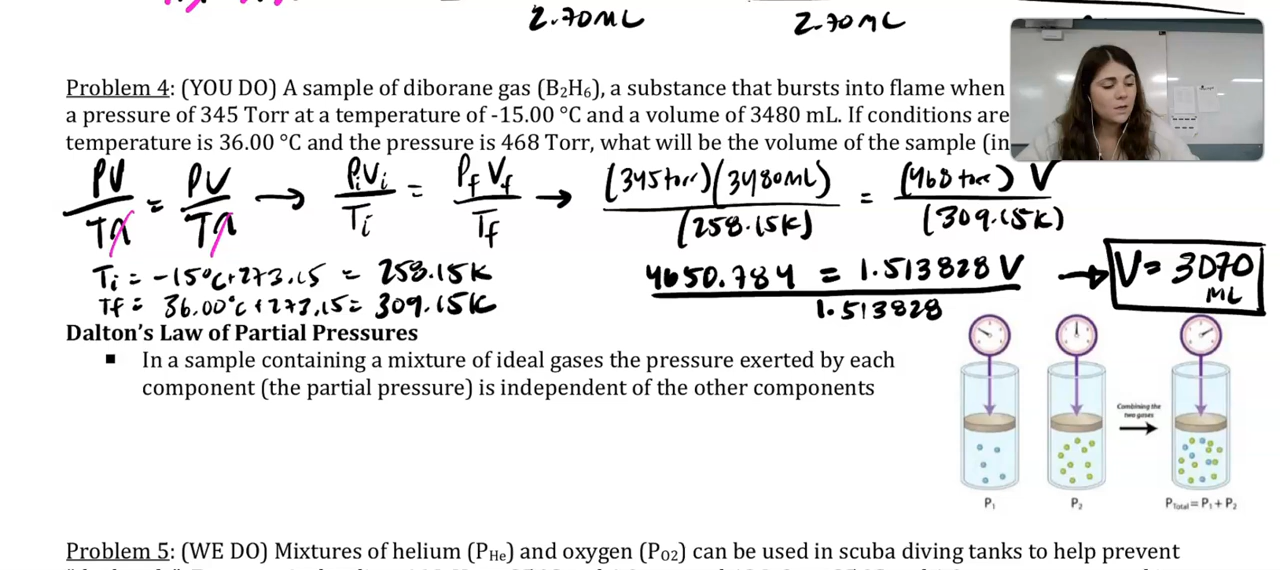 2.70mL 2.70mL
Problem 4: (YOU DO) A sample of diborane gas (B₂H₆), a substance that bursts into flame when
a pressure of 345 Torr at a temperature of -15.00 °C and a volume of 3480 mL. If conditions are
temperature is 36.00 °C and the pressure is 468 Torr, what will be the volume of the sample (in
PV/Tn = PV/Tn → PiVi/Ti = PfVf/Tf → (345torr)(3480mL)/(258.15K) = (468 torr) V/(309.15K)
Ti = -15°C+273.15 = 258.15K
4650.784 = 1.513828 V → V = 3070 mL
Tf = 36.00°C+273.15= 309.15K
1.513828
Dalton's Law of Partial Pressures
▪ In a sample containing a mixture of ideal gases the pressure exerted by each
component (the partial pressure) is independent of the other components
Combining the
two gases
P₁ P₂ PTotal = P₁ + P₂
Problem 5: (WE DO) Mixtures of helium (PHe) and oxygen (PO2) can be used in scuba diving tanks to help prevent